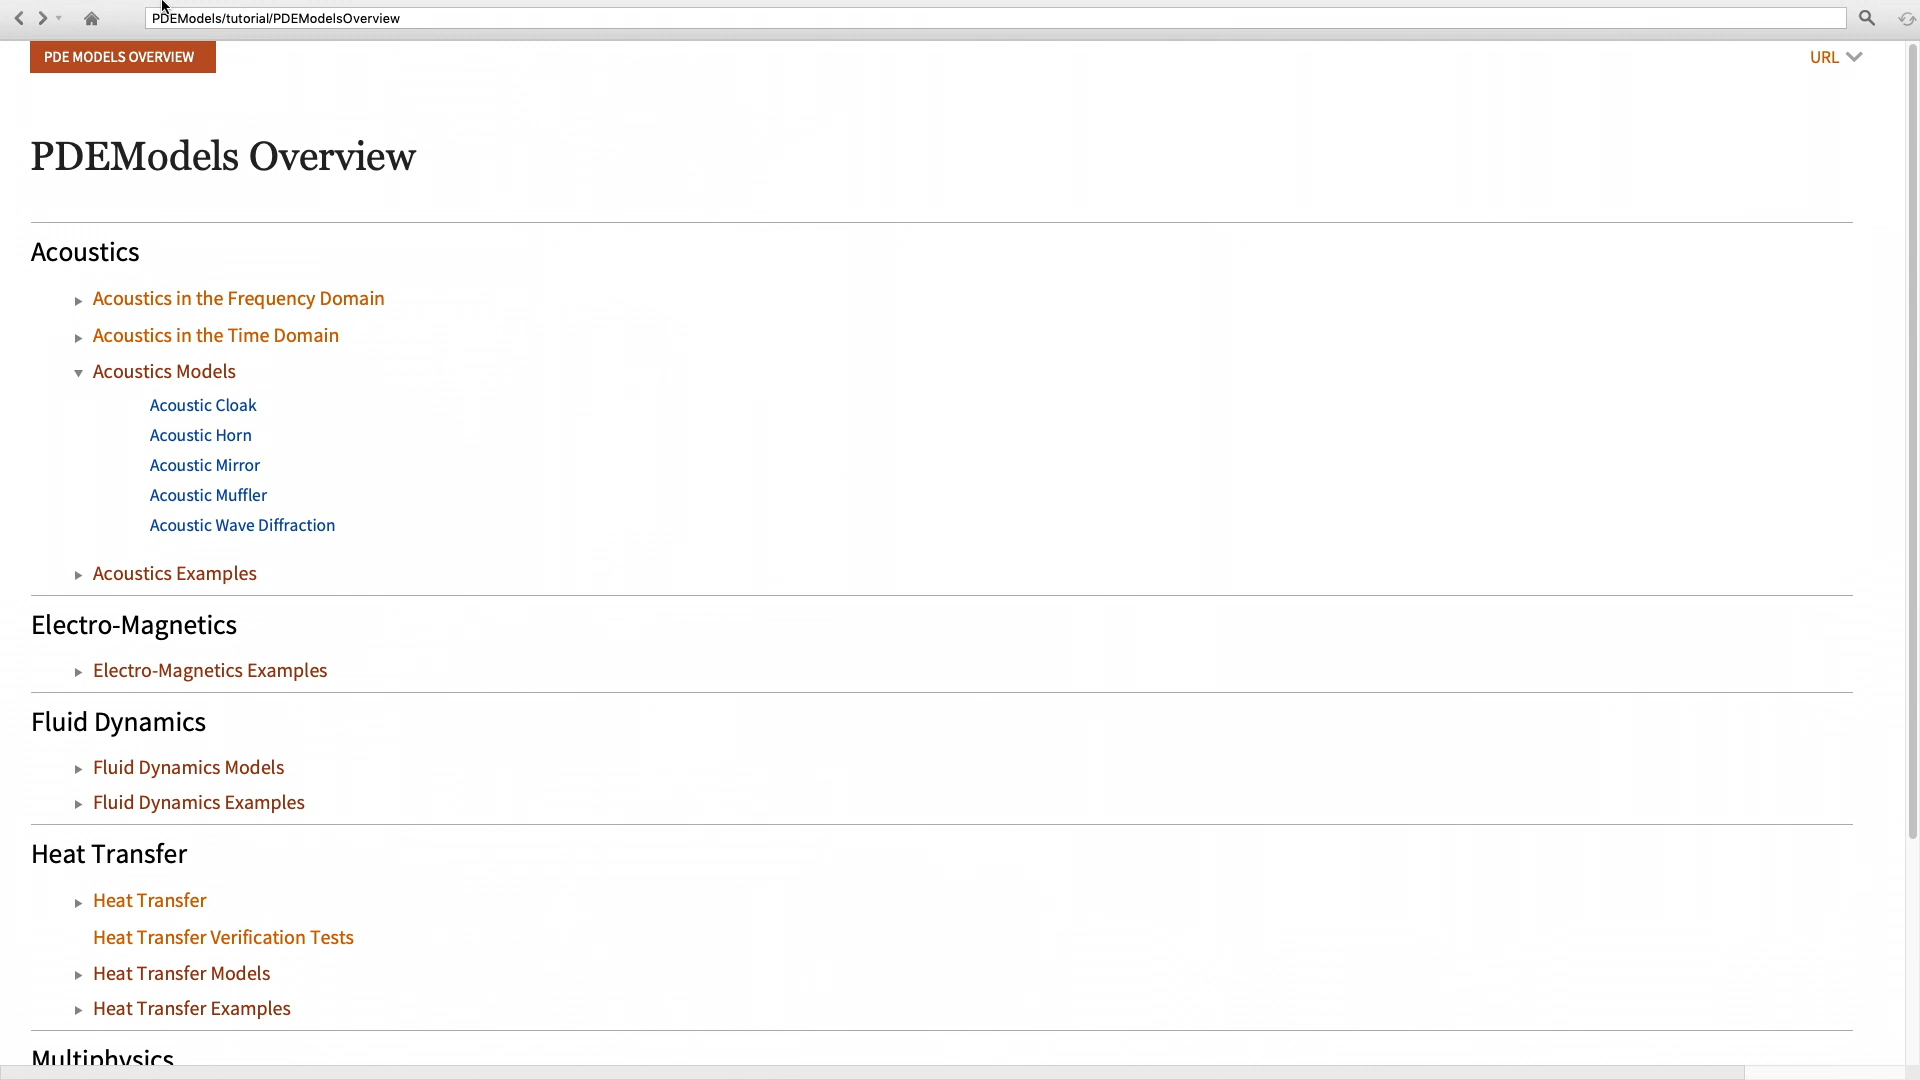 PDEModels/tutorial/PDEModelsOverview
PDE MODELS OVERVIEW
URL
PDEModels Overview
Acoustics
Acoustics in the Frequency Domain
Acoustics in the Time Domain
Acoustics Models
Acoustic Cloak
Acoustic Horn
Acoustic Mirror
Acoustic Muffler
Acoustic Wave Diffraction
Acoustics Examples
Electro-Magnetics
Electro-Magnetics Examples
Fluid Dynamics
Fluid Dynamics Models
Fluid Dynamics Examples
Heat Transfer
Heat Transfer
Heat Transfer Verification Tests
Heat Transfer Models
Heat Transfer Examples
Multiphysics